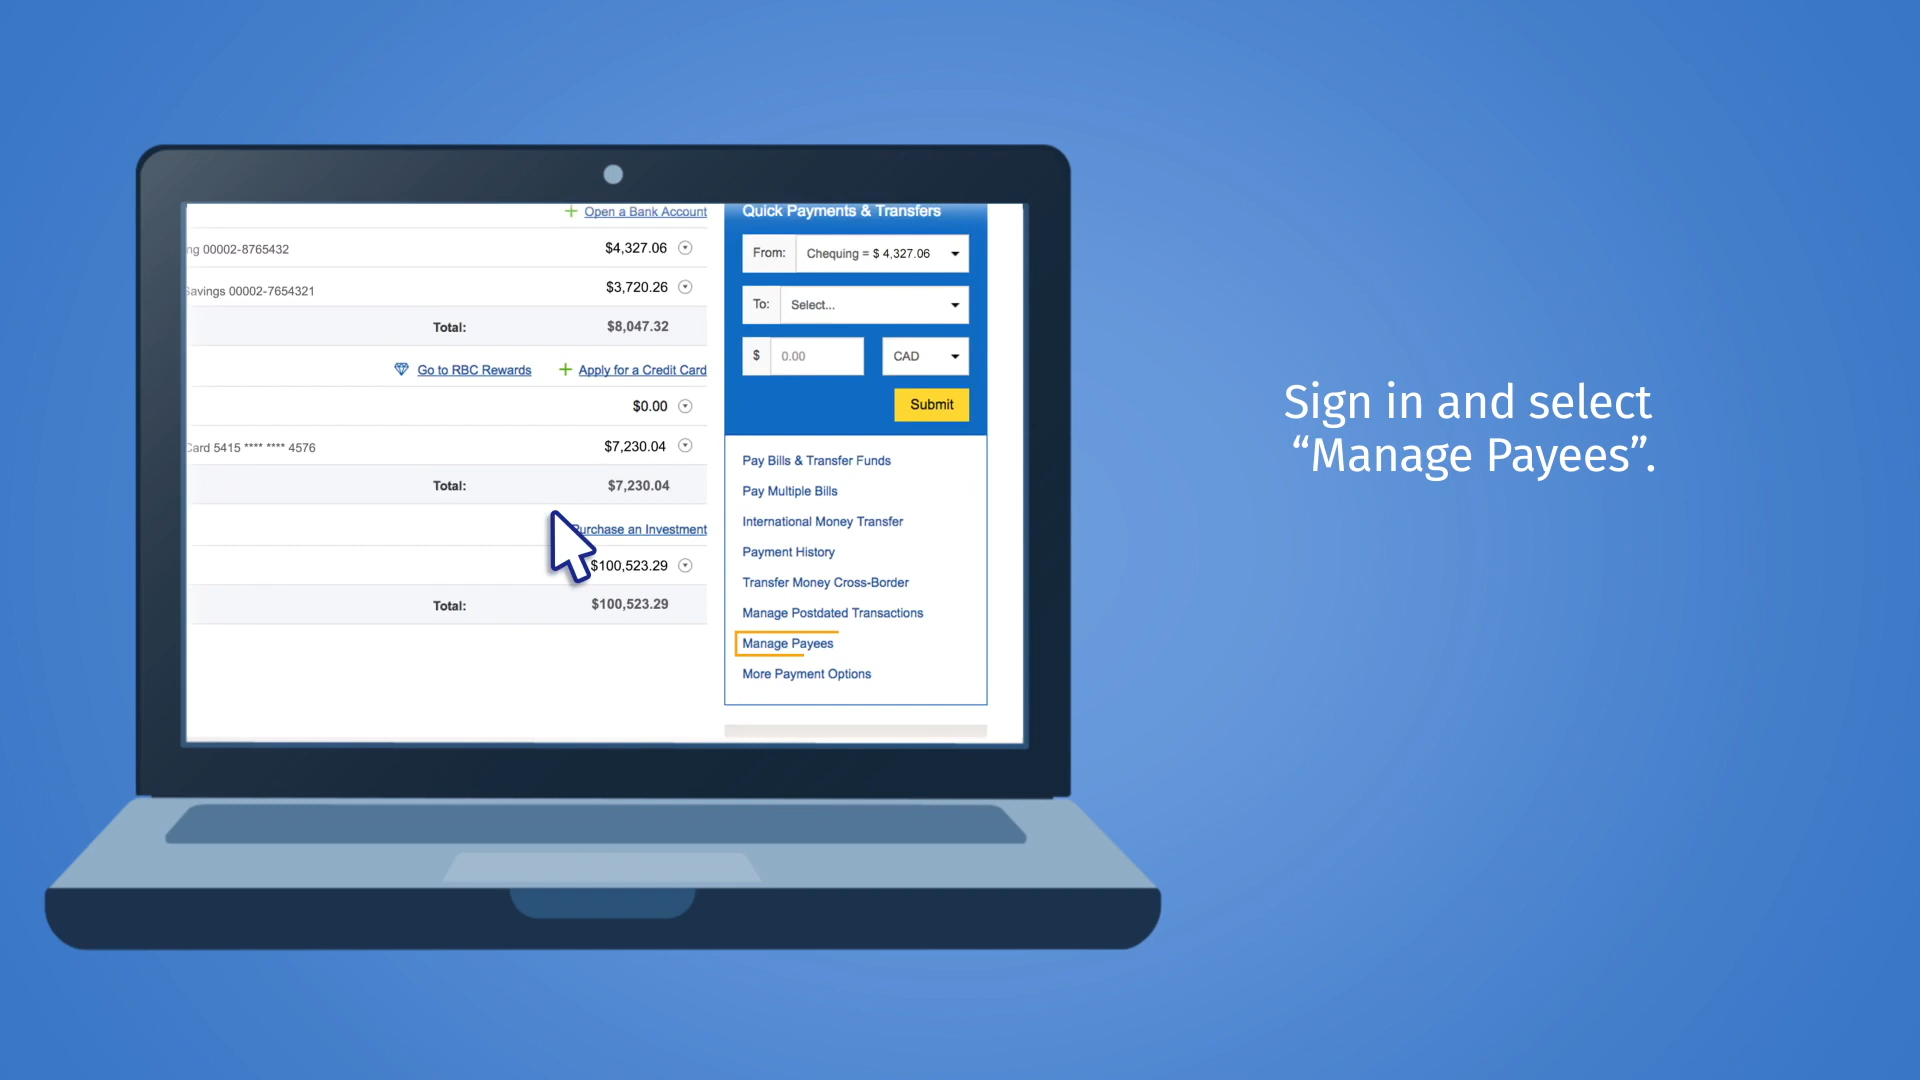 Open a Bank Account
ng 00002-8765432 $4,327.06
Savings 00002-7654321 $3,720.26
Total: $8,047.32
Go to RBC Rewards Apply for a Credit Card
$0.00
Card 5415 **** **** 4576 $7,230.04
Total: $7,230.04
Purchase an Investment
$100,523.29
Total: $100,523.29
Quick Payments & Transfers
From: Chequing = $ 4,327.06
To: Select...
$ 0.00 CAD
Submit
Pay Bills & Transfer Funds
Pay Multiple Bills
International Money Transfer
Payment History
Transfer Money Cross-Border
Manage Postdated Transactions
Manage Payees
More Payment Options
Sign in and select
“Manage Payees”.